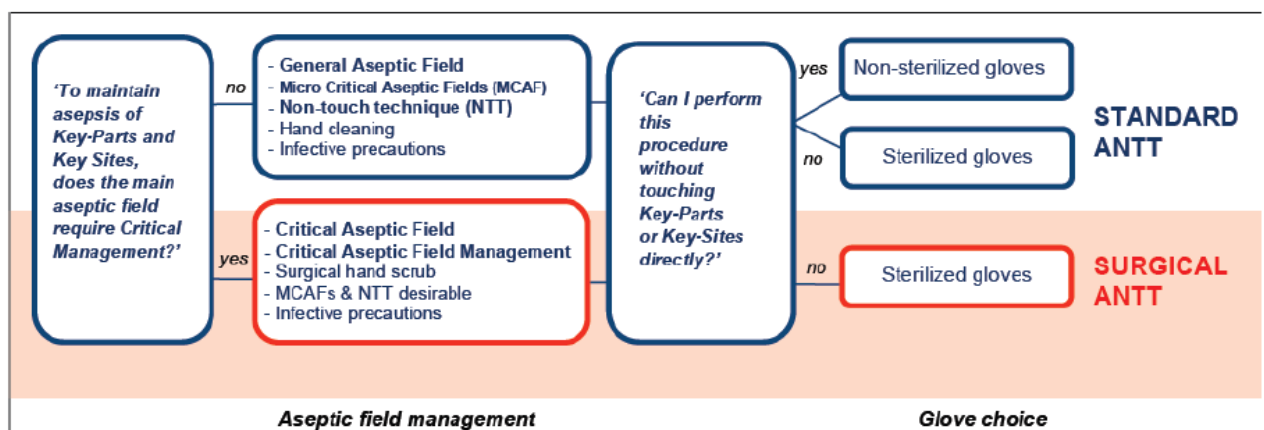 'To maintain
asepsis of
Key-Parts and
Key Sites,
does the main
aseptic field
require Critical
Management?'
no
- General Aseptic Field
- Micro Critical Aseptic Fields (MCAF)
- Non-touch technique (NTT)
- Hand cleaning
- Infective precautions
yes
- Critical Aseptic Field
- Critical Aseptic Field Management
- Surgical hand scrub
- MCAFs & NTT desirable
- Infective precautions
'Can I perform
this
procedure
without
touching
Key-Parts
or Key-Sites
directly?'
yes
Non-sterilized gloves
no
Sterilized gloves
STANDARD
ANTT
no
Sterilized gloves
SURGICAL
ANTT
Aseptic field management
Glove choice